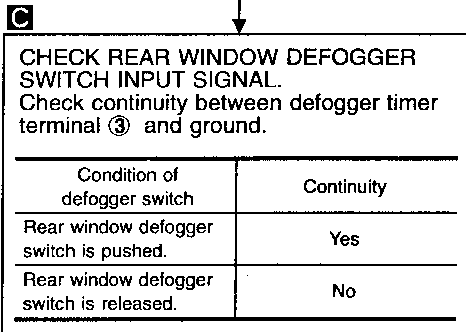 C
CHECK REAR WINDOW DEFOGGER
SWITCH INPUT SIGNAL.
Check continuity between defogger timer
terminal ③ and ground.
Condition of
defogger switch
Continuity
Rear window defogger
switch is pushed.
Yes
Rear window defogger
switch is released.
No